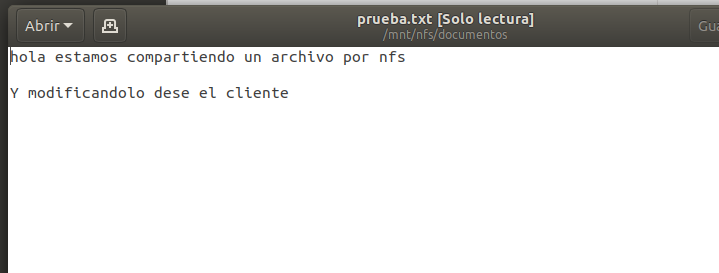 Abrir
prueba.txt [Solo lectura]
/mnt/nfs/documentos
Gua
hola estamos compartiendo un archivo por nfs
Y modificandolo dese el cliente